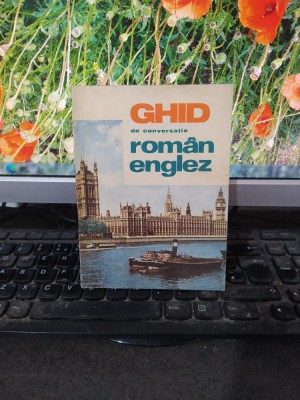 GHID
de conversație
român
englez